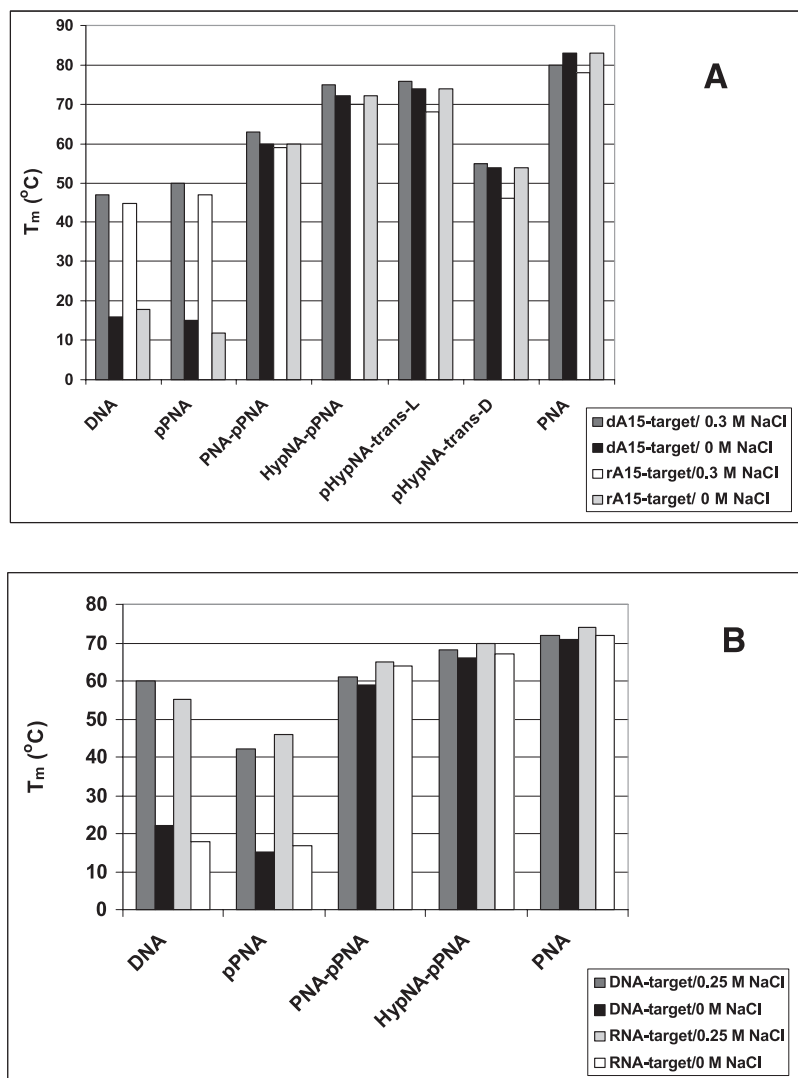 A
90
80
70
60
50
40
30
20
10
0
Tm (°C)
DNA
pPNA
PNA-pPNA
HypNA-pPNA
pHypNA-trans-L
pHypNA-trans-D
PNA
dA15-target/ 0.3 M NaCl
dA15-target/ 0 M NaCl
rA15-target/0.3 M NaCl
rA15-target/ 0 M NaCl
B
80
70
60
50
40
30
20
10
0
Tm (°C)
DNA
pPNA
PNA-pPNA
HypNA-pPNA
PNA
DNA-target/0.25 M NaCl
DNA-target/0 M NaCl
RNA-target/0.25 M NaCl
RNA-target/0 M NaCl